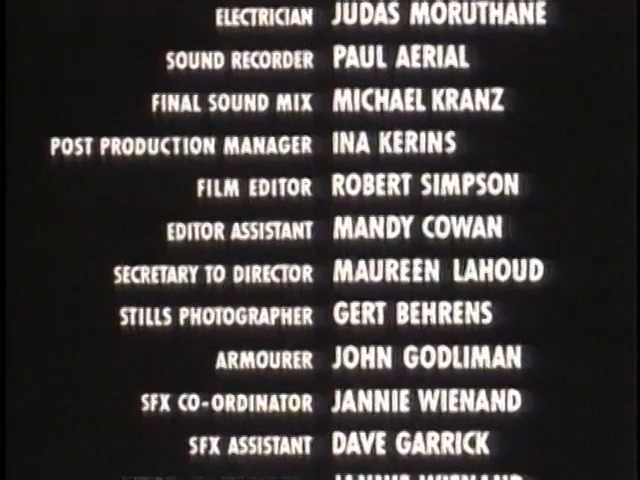 ELECTRICIAN JUDAS MORUTHANE
SOUND RECORDER PAUL AERIAL
FINAL SOUND MIX MICHAEL KRANZ
POST PRODUCTION MANAGER INA KERINS
FILM EDITOR ROBERT SIMPSON
EDITOR ASSISTANT MANDY COWAN
SECRETARY TO DIRECTOR MAUREEN LAHOUD
STILLS PHOTOGRAPHER GERT BEHRENS
ARMOURER JOHN GODLIMAN
SFX CO-ORDINATOR JANNIE WIENAND
SFX ASSISTANT DAVE GARRICK
JANNIE WIENAND